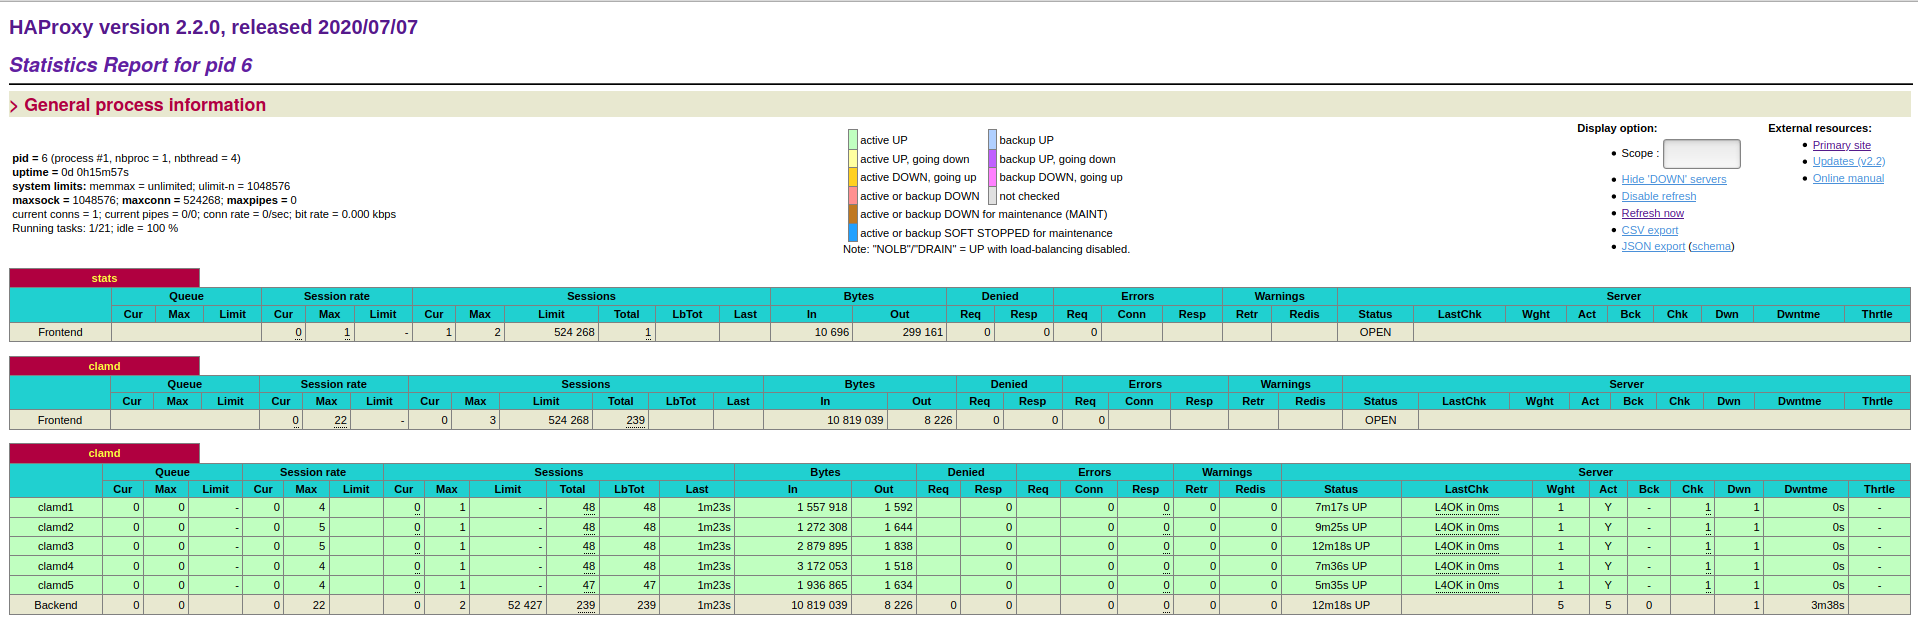 HAProxy version 2.2.0, released 2020/07/07
Statistics Report for pid 6
> General process information
pid = 6 (process #1, nbproc = 1, nbthread = 4)
uptime = 0d 0h15m57s
system limits: memmax = unlimited; ulimit-n = 1048576
maxsock = 1048576; maxconn = 524268; maxpipes = 0
current conns = 1; current pipes = 0/0; conn rate = 0/sec; bit rate = 0.000 kbps
Running tasks: 1/21; idle = 100 %
active UP backup UP
active UP, going down backup UP, going down
active DOWN, going up backup DOWN, going up
active or backup DOWN not checked
active or backup DOWN for maintenance (MAINT)
active or backup SOFT STOPPED for maintenance
Note: "NOLB"/"DRAIN" = UP with load-balancing disabled.
Display option:
• Scope :
• Hide 'DOWN' servers
• Disable refresh
• Refresh now
• CSV export
• JSON export (schema)
External resources:
• Primary site
• Updates (v2.2)
• Online manual
stats
Queue Session rate Sessions Bytes Denied Errors Warnings Server
Cur Max Limit Cur Max Limit Cur Max Limit Total LbTot Last In Out Req Resp Req Conn Resp Retr Redis Status LastChk Wght Act Bck Chk Dwn Dwntme Thrtle
Frontend 0 1 - 1 2 524 268 1 10 696 299 161 0 0 0 OPEN
clamd
Queue Session rate Sessions Bytes Denied Errors Warnings Server
Cur Max Limit Cur Max Limit Cur Max Limit Total LbTot Last In Out Req Resp Req Conn Resp Retr Redis Status LastChk Wght Act Bck Chk Dwn Dwntme Thrtle
Frontend 0 22 - 0 3 524 268 239 10 819 039 8 226 0 0 0 OPEN
clamd
Queue Session rate Sessions Bytes Denied Errors Warnings Server
Cur Max Limit Cur Max Limit Cur Max Limit Total LbTot Last In Out Req Resp Req Conn Resp Retr Redis Status LastChk Wght Act Bck Chk Dwn Dwntme Thrtle
clamd1 0 0 - 0 4 0 1 - 48 48 1m23s 1 557 918 1 592 0 0 0 0 0 7m17s UP L4OK in 0ms 1 Y - 1 1 0s -
clamd2 0 0 - 0 5 0 1 - 48 48 1m23s 1 272 308 1 644 0 0 0 0 0 9m25s UP L4OK in 0ms 1 Y - 1 1 0s -
clamd3 0 0 - 0 5 0 1 - 48 48 1m23s 2 879 895 1 838 0 0 0 0 0 12m18s UP L4OK in 0ms 1 Y - 1 1 0s -
clamd4 0 0 - 0 4 0 1 - 48 48 1m23s 3 172 053 1 518 0 0 0 0 0 7m36s UP L4OK in 0ms 1 Y - 1 1 0s -
clamd5 0 0 - 0 4 0 1 - 47 47 1m23s 1 936 865 1 634 0 0 0 0 0 5m35s UP L4OK in 0ms 1 Y - 1 1 0s -
Backend 0 0 0 22 0 2 52 427 239 239 1m23s 10 819 039 8 226 0 0 0 0 0 0 12m18s UP 5 5 0 1 3m38s